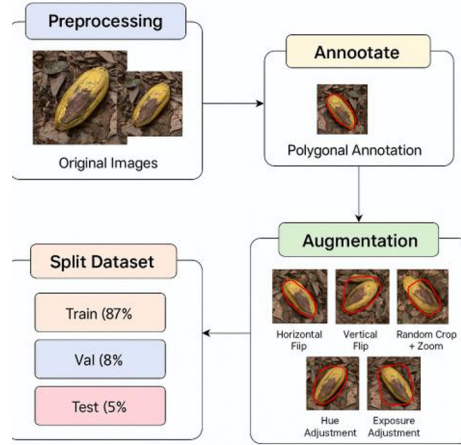 Preprocessing
Original Images
Annootate
Polygonal Annotation
Augmentation
Horizontal
Fiip
Vertical
Flip
Random Crop
+ Zoom
Hue
Adjustment
Exposure
Adjustment
Split Dataset
Train (87%
Val (8%
Test (5%